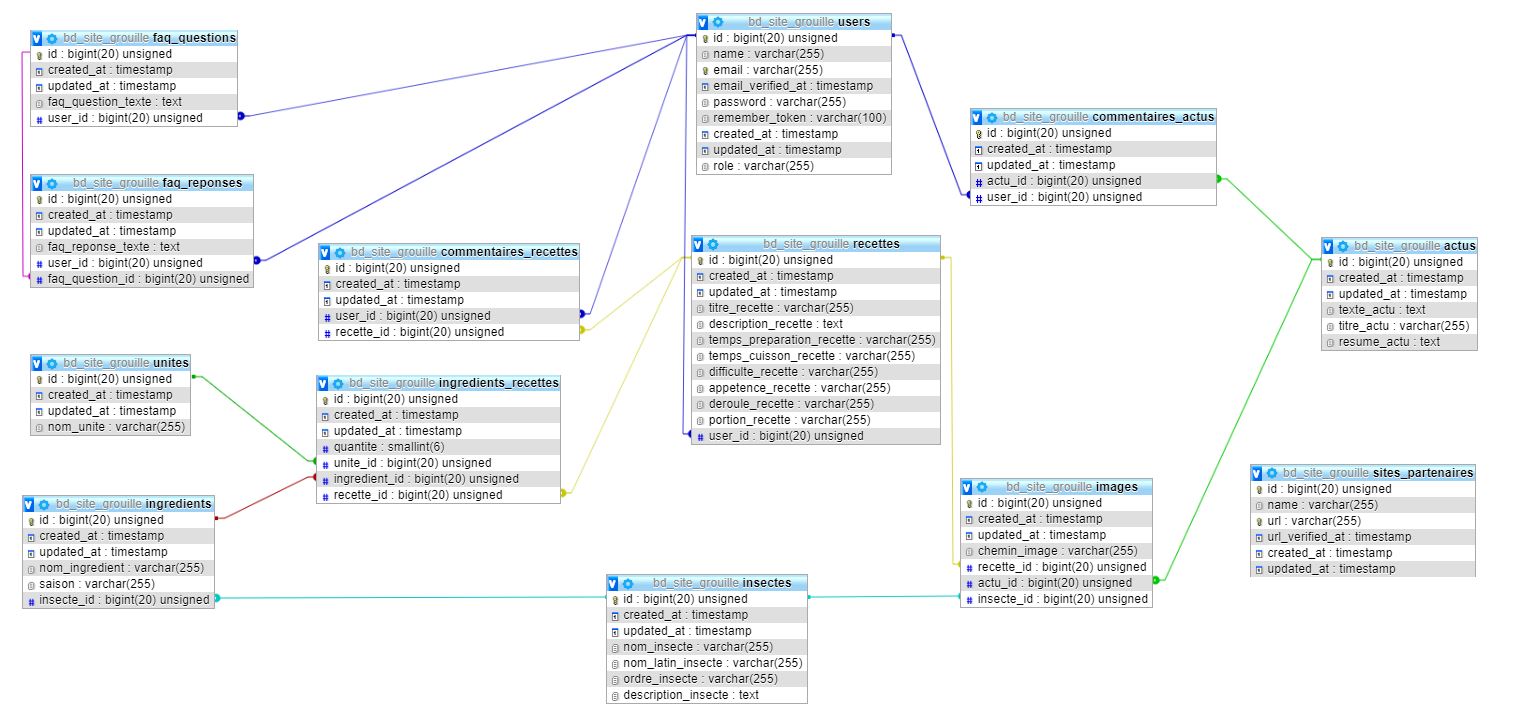 bd_site_grouille faq_questions
id : bigint(20) unsigned
created_at : timestamp
updated_at : timestamp
faq_question_texte : text
user_id : bigint(20) unsigned
bd_site_grouille users
id : bigint(20) unsigned
name : varchar(255)
email : varchar(255)
email_verified_at : timestamp
password : varchar(255)
remember_token : varchar(100)
created_at : timestamp
updated_at : timestamp
role : varchar(255)
bd_site_grouille commentaires_actus
id : bigint(20) unsigned
created_at : timestamp
updated_at : timestamp
actu_id : bigint(20) unsigned
user_id : bigint(20) unsigned
bd_site_grouille faq_reponses
id : bigint(20) unsigned
created_at : timestamp
updated_at : timestamp
faq_reponse_texte : text
user_id : bigint(20) unsigned
faq_question_id : bigint(20) unsigned
bd_site_grouille commentaires_recettes
id : bigint(20) unsigned
created_at : timestamp
updated_at : timestamp
user_id : bigint(20) unsigned
recette_id : bigint(20) unsigned
bd_site_grouille recettes
id : bigint(20) unsigned
created_at : timestamp
updated_at : timestamp
titre_recette : varchar(255)
description_recette : text
temps_preparation_recette : varchar(255)
temps_cuisson_recette : varchar(255)
difficulte_recette : varchar(255)
appetence_recette : varchar(255)
deroule_recette : varchar(255)
portion_recette : varchar(255)
user_id : bigint(20) unsigned
bd_site_grouille actus
id : bigint(20) unsigned
created_at : timestamp
updated_at : timestamp
texte_actu : text
titre_actu : varchar(255)
resume_actu : text
bd_site_grouille unites
id : bigint(20) unsigned
created_at : timestamp
updated_at : timestamp
nom_unite : varchar(255)
bd_site_grouille ingredients_recettes
id : bigint(20) unsigned
created_at : timestamp
updated_at : timestamp
quantite : smallint(6)
unite_id : bigint(20) unsigned
ingredient_id : bigint(20) unsigned
recette_id : bigint(20) unsigned
bd_site_grouille ingredients
id : bigint(20) unsigned
created_at : timestamp
updated_at : timestamp
nom_ingredient : varchar(255)
saison : varchar(255)
insecte_id : bigint(20) unsigned
bd_site_grouille insectes
id : bigint(20) unsigned
created_at : timestamp
updated_at : timestamp
nom_insecte : varchar(255)
nom_latin_insecte : varchar(255)
ordre_insecte : varchar(255)
description_insecte : text
bd_site_grouille images
id : bigint(20) unsigned
created_at : timestamp
updated_at : timestamp
chemin_image : varchar(255)
recette_id : bigint(20) unsigned
actu_id : bigint(20) unsigned
insecte_id : bigint(20) unsigned
bd_site_grouille sites_partenaires
id : bigint(20) unsigned
name : varchar(255)
url : varchar(255)
url_verified_at : timestamp
created_at : timestamp
updated_at : timestamp